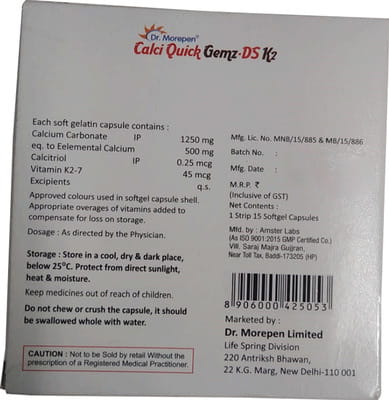 Dr. Morepen®
Calci Quick Gemz-DS K2
Each soft gelatin capsule contains :
Calcium Carbonate IP 1250 mg
eq. to Eelemental Calcium 500 mg
Calcitriol IP 0.25 mcg
Vitamin K2-7 45 mcg
Excipients q.s.
Approved colours used in softgel capsule shell.
Appropriate overages of vitamins added to
compensate for loss on storage.
Dosage : As directed by the Physician.
Storage : Store in a cool, dry & dark place,
below 25°C. Protect from direct sunlight,
heat & moisture.
Keep medicines out of reach of children.
Do not chew or crush the capsule, it should
be swallowed whole with water.
CAUTION : Not to be Sold by retail Without the
prescription of a Registered Medical Practitioner.
Mfg. Lic. No. MNB/15/885 & MB/15/886
Batch No. :
Mfg. Date :
M.R.P. ₹
(Inclusive of GST)
Net Contents :
1 Strip 15 Softgel Capsules
Mfd. by : Amster Labs
(As ISO 9001:2015 GMP Certified Co.)
Vill. Saraj Majra Gujjran,
Near Toll Tax, Baddi-173205 (HP)
8906000425053
Marketed by :
Dr. Morepen Limited
Life Spring Division
220 Antriksh Bhawan,
22 K.G. Marg, New Delhi-110 001